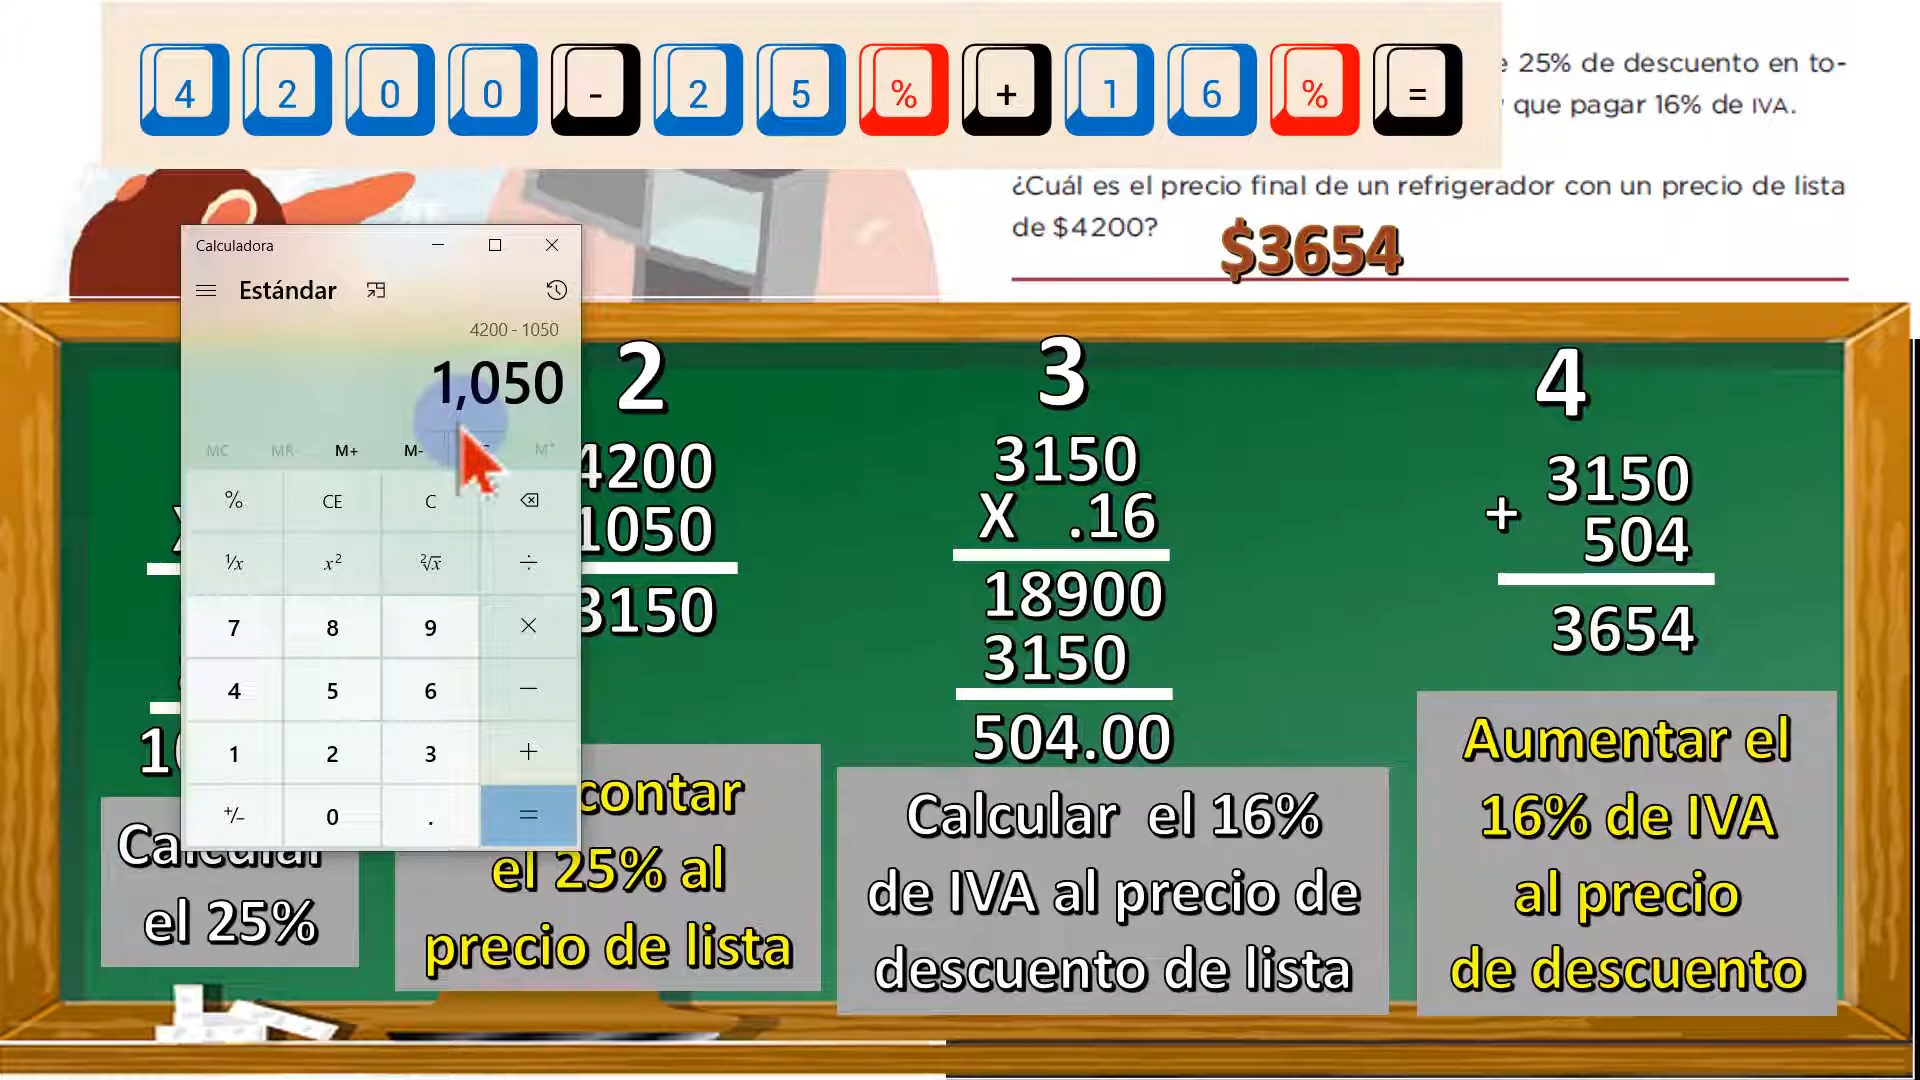 4 2 0 0 - 2 5 % + 1 6 % =
25% de descuento en to-
que pagar 16% de IVA.
¿Cuál es el precio final de un refrigerador con un precio de lista
de $4200?
$3654
Calculadora
Estándar
4200 - 1050
1,050
MC MR M+ M- M˅
% CE C
¹/x x² ²√x ÷
7 8 9 ×
4 5 6 −
1 2 3 +
+/− 0 . =
10
Calcular
el 25%
2
4200
1050
3150
contar
el 25% al
precio de lista
3
3150
X .16
18900
3150
504.00
Calcular el 16%
de IVA al precio de
descuento de lista
4
3150
+ 504
3654
Aumentar el
16% de IVA
al precio
de descuento